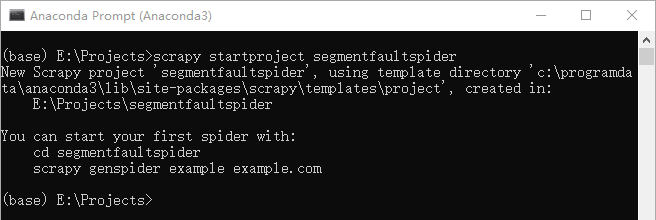 Anaconda Prompt (Anaconda3)
(base) E:\Projects>scrapy startproject segmentfaultspider
New Scrapy project 'segmentfaultspider', using template directory 'c:\programda
ta\anaconda3\lib\site-packages\scrapy\templates\project', created in:
    E:\Projects\segmentfaultspider
You can start your first spider with:
    cd segmentfaultspider
    scrapy genspider example example.com
(base) E:\Projects>